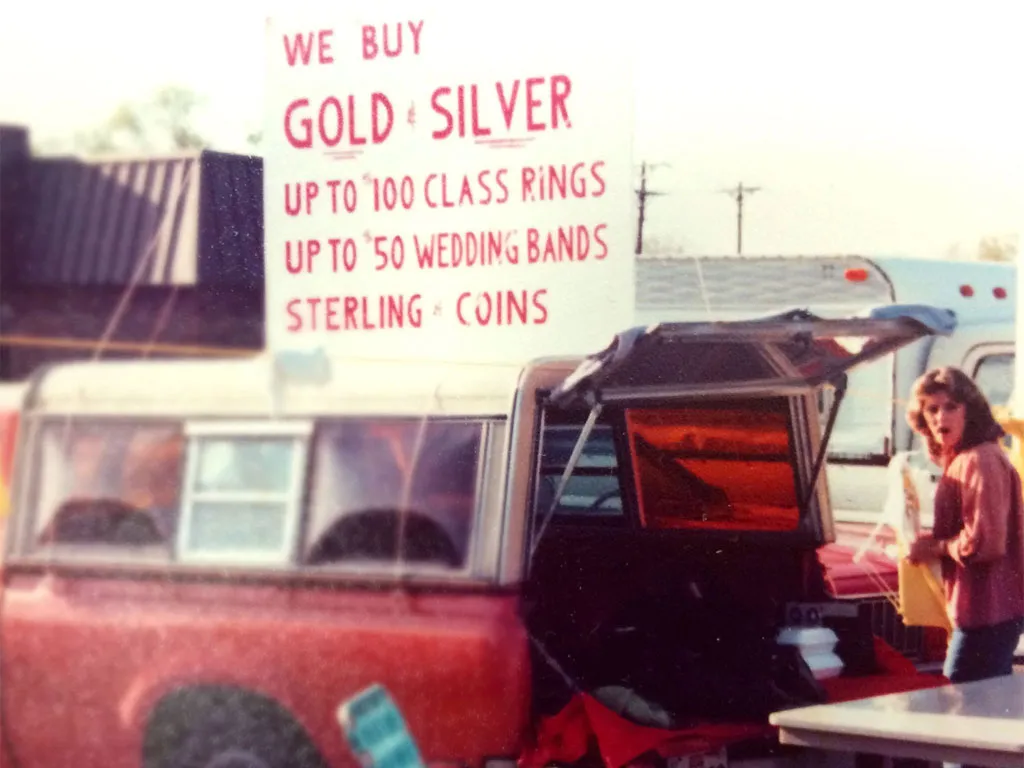 WE BUY
GOLD & SILVER
UP TO $100 CLASS RINGS
UP TO $50 WEDDING BANDS
STERLING & COINS